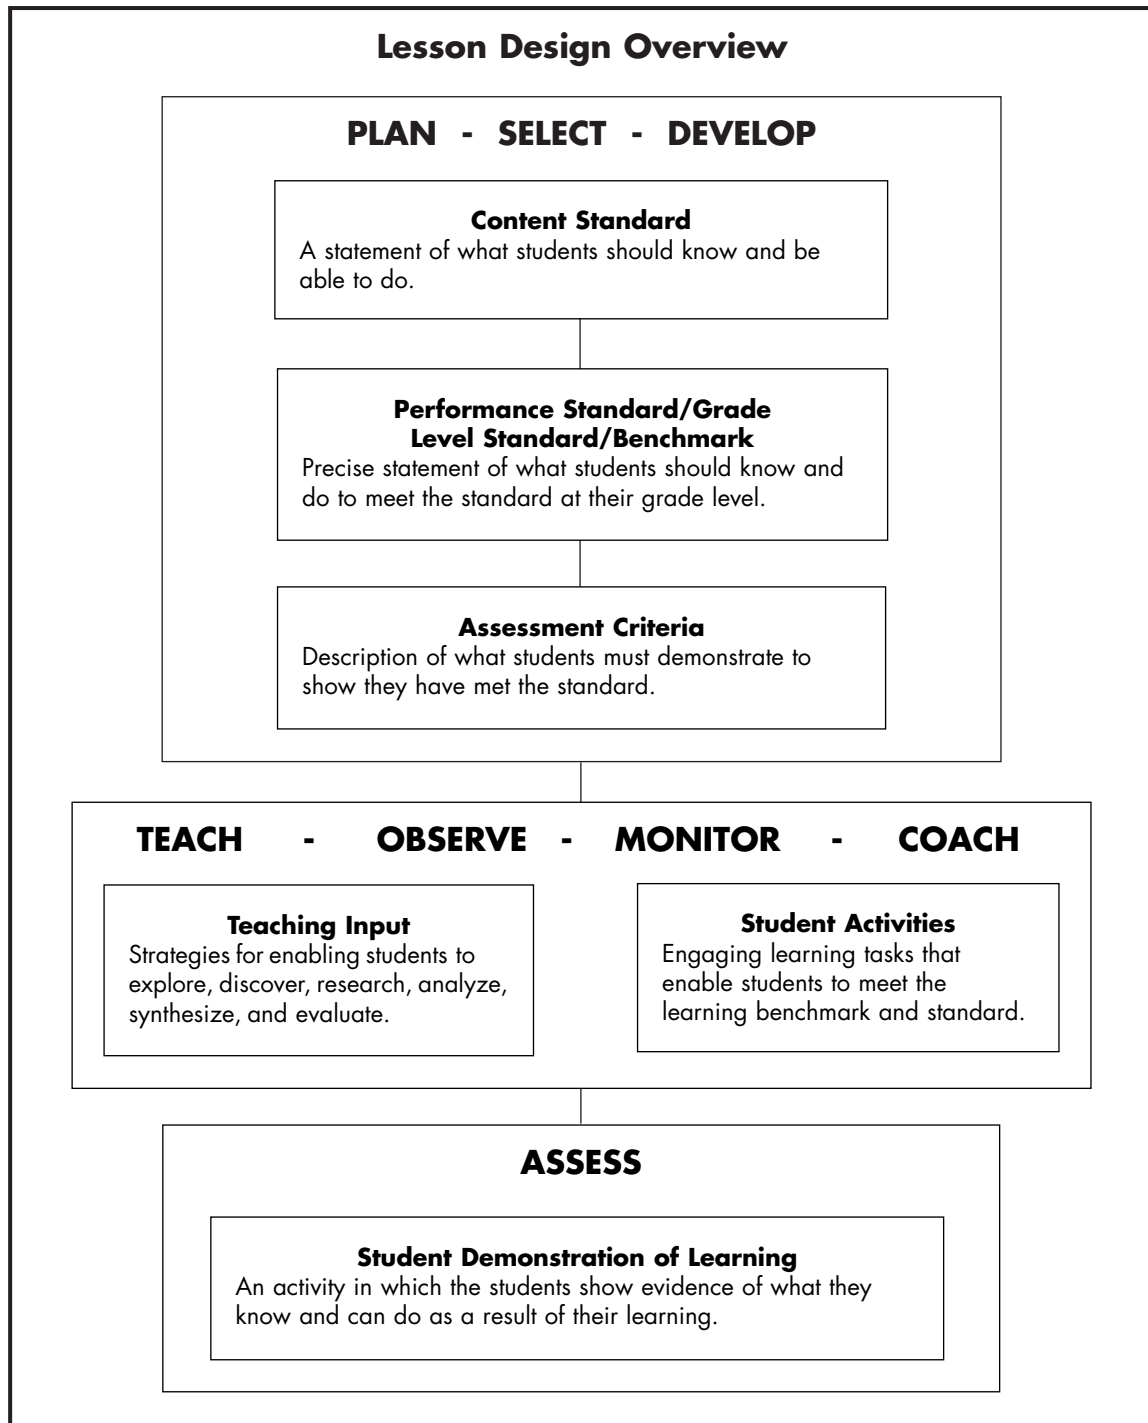 Lesson Design Overview
PLAN - SELECT - DEVELOP
Content Standard
A statement of what students should know and be
able to do.
Performance Standard/Grade
Level Standard/Benchmark
Precise statement of what students should know and
do to meet the standard at their grade level.
Assessment Criteria
Description of what students must demonstrate to
show they have met the standard.
TEACH - OBSERVE - MONITOR - COACH
Teaching Input
Strategies for enabling students to
explore, discover, research, analyze,
synthesize, and evaluate.
Student Activities
Engaging learning tasks that
enable students to meet the
learning benchmark and standard.
ASSESS
Student Demonstration of Learning
An activity in which the students show evidence of what they
know and can do as a result of their learning.